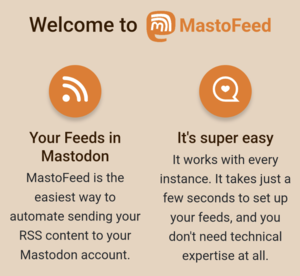 Welcome to MastoFeed
Your Feeds in
Mastodon
MastoFeed is the
easiest way to
automate sending your
RSS content to your
Mastodon account.
It's super easy
It works with every
instance. It takes just a
few seconds to set up
your feeds, and you
don't need technical
expertise at all.